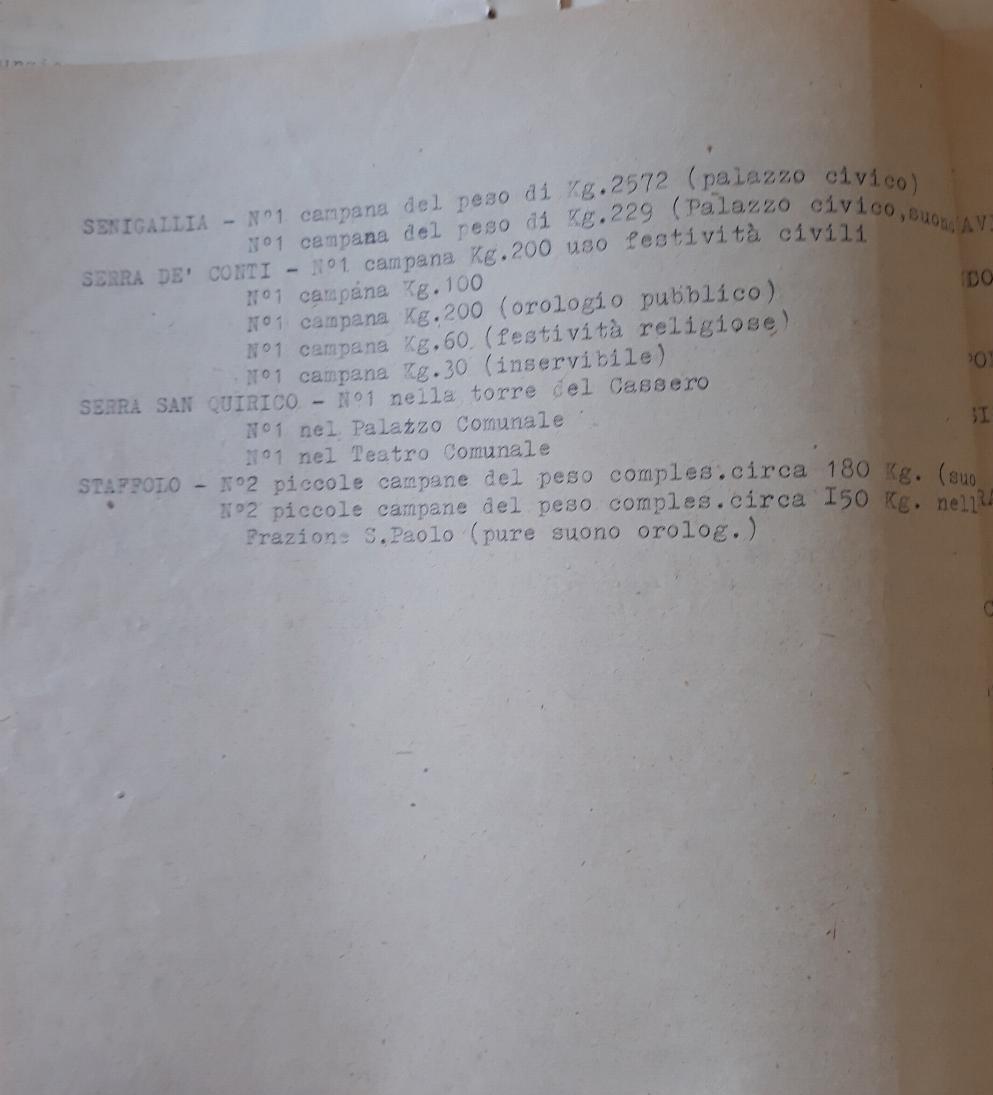 SENIGALLIA - N°1 campana del peso di Kg.2572 (palazzo civico)
N°1 campana del peso di Kg.229 (Palazzo civico,suono
SERRA DE' CONTI - N°1 campana Kg.200 uso festività civili
N°1 campana Kg.100
N°1 campana Kg.200 (orologio pubblico)
N°1 campana Kg.60 (festività religiose)
N°1 campana Kg.30 (inservibile)
SERRA SAN QUIRICO - N°1 nella torre del Cassero
N°1 nel Palazzo Comunale
N°1 nel Teatro Comunale
STAFFOLO - N°2 piccole campane del peso comples.circa 180 Kg. (suo
N°2 piccole campane del peso comples.circa I50 Kg. nell
Frazione S.Paolo (pure suono orolog.)